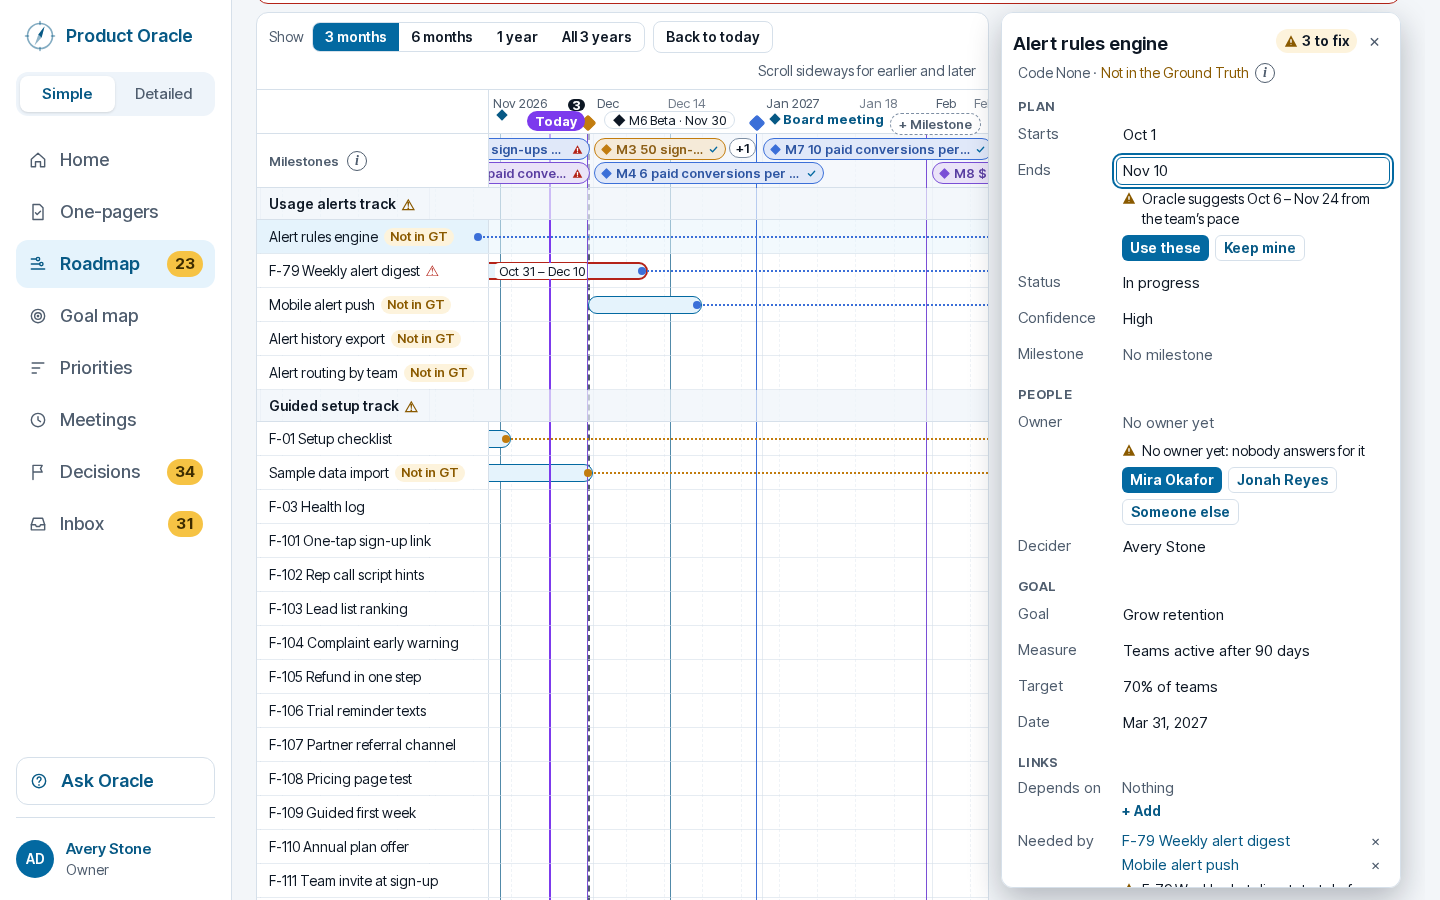 Product Oracle
Simple
Detailed
Home
One-pagers
Roadmap
23
Goal map
Priorities
Meetings
Decisions
34
Inbox
31
Ask Oracle
AD
Avery Stone
Owner
Show
3 months
6 months
1 year
All 3 years
Back to today
Scroll sideways for earlier and later
Nov 2026
3
Dec
Dec 14
Jan 2027
Jan 18
Feb
Today
M6 Beta · Nov 30
Board meeting
+ Milestone
Milestones
sign-ups ...
M3 50 sign-...
+1
M7 10 paid conversions per...
paid conve...
M4 6 paid conversions per ...
M8 $
Usage alerts track
Alert rules engine
Not in GT
F-79 Weekly alert digest
Oct 31 – Dec 10
Mobile alert push
Not in GT
Alert history export
Not in GT
Alert routing by team
Not in GT
Guided setup track
F-01 Setup checklist
Sample data import
Not in GT
F-03 Health log
F-101 One-tap sign-up link
F-102 Rep call script hints
F-103 Lead list ranking
F-104 Complaint early warning
F-105 Refund in one step
F-106 Trial reminder texts
F-107 Partner referral channel
F-108 Pricing page test
F-109 Guided first week
F-110 Annual plan offer
F-111 Team invite at sign-up
Alert rules engine
3 to fix
×
Code None · Not in the Ground Truth
i
PLAN
Starts
Oct 1
Ends
Nov 10
Oracle suggests Oct 6 – Nov 24 from
the team's pace
Use these
Keep mine
Status
In progress
Confidence
High
Milestone
No milestone
PEOPLE
Owner
No owner yet
No owner yet: nobody answers for it
Mira Okafor
Jonah Reyes
Someone else
Decider
Avery Stone
GOAL
Goal
Grow retention
Measure
Teams active after 90 days
Target
70% of teams
Date
Mar 31, 2027
LINKS
Depends on
Nothing
+ Add
Needed by
F-79 Weekly alert digest
×
Mobile alert push
×